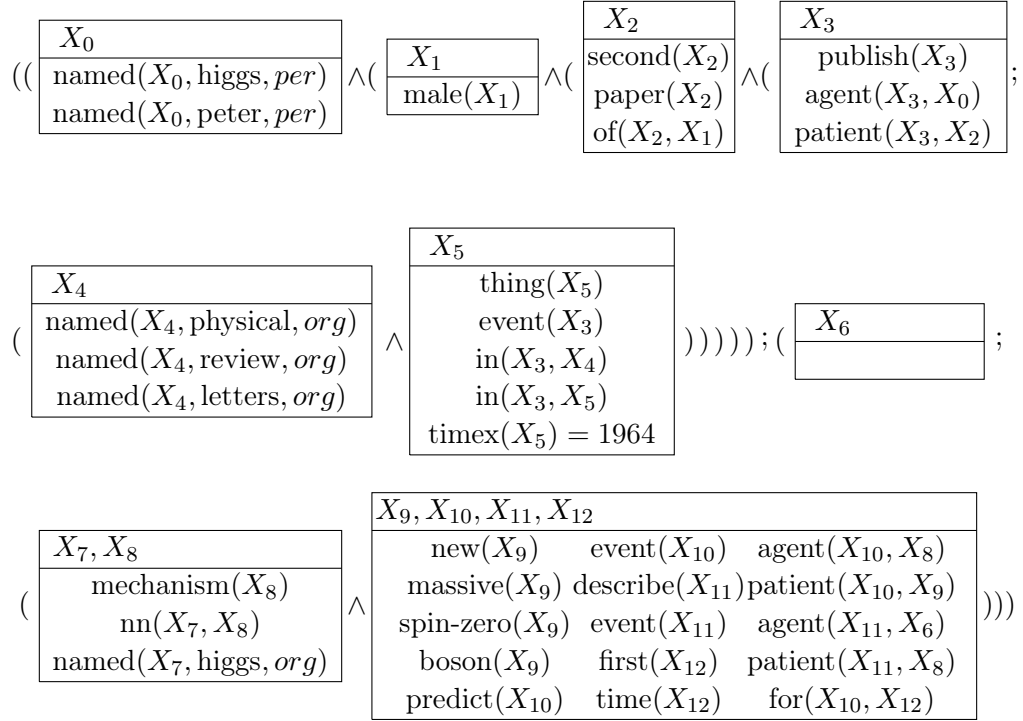 ((
X₀
named(X₀, higgs, per)
named(X₀, peter, per)
∧(
X₁
male(X₁)
∧(
X₂
second(X₂)
paper(X₂)
of(X₂, X₁)
∧(
X₃
publish(X₃)
agent(X₃, X₀)
patient(X₃, X₂)
;
(
X₄
named(X₄, physical, org)
named(X₄, review, org)
named(X₄, letters, org)
∧
X₅
thing(X₅)
event(X₃)
in(X₃, X₄)
in(X₃, X₅)
timex(X₅) = 1964
))))) ; (
X₆
;
(
X₇, X₈
mechanism(X₈)
nn(X₇, X₈)
named(X₇, higgs, org)
∧
X₉, X₁₀, X₁₁, X₁₂
new(X₉) event(X₁₀) agent(X₁₀, X₈)
massive(X₉) describe(X₁₁) patient(X₁₀, X₉)
spin-zero(X₉) event(X₁₁) agent(X₁₁, X₆)
boson(X₉) first(X₁₂) patient(X₁₁, X₈)
predict(X₁₀) time(X₁₂) for(X₁₀, X₁₂)
)))